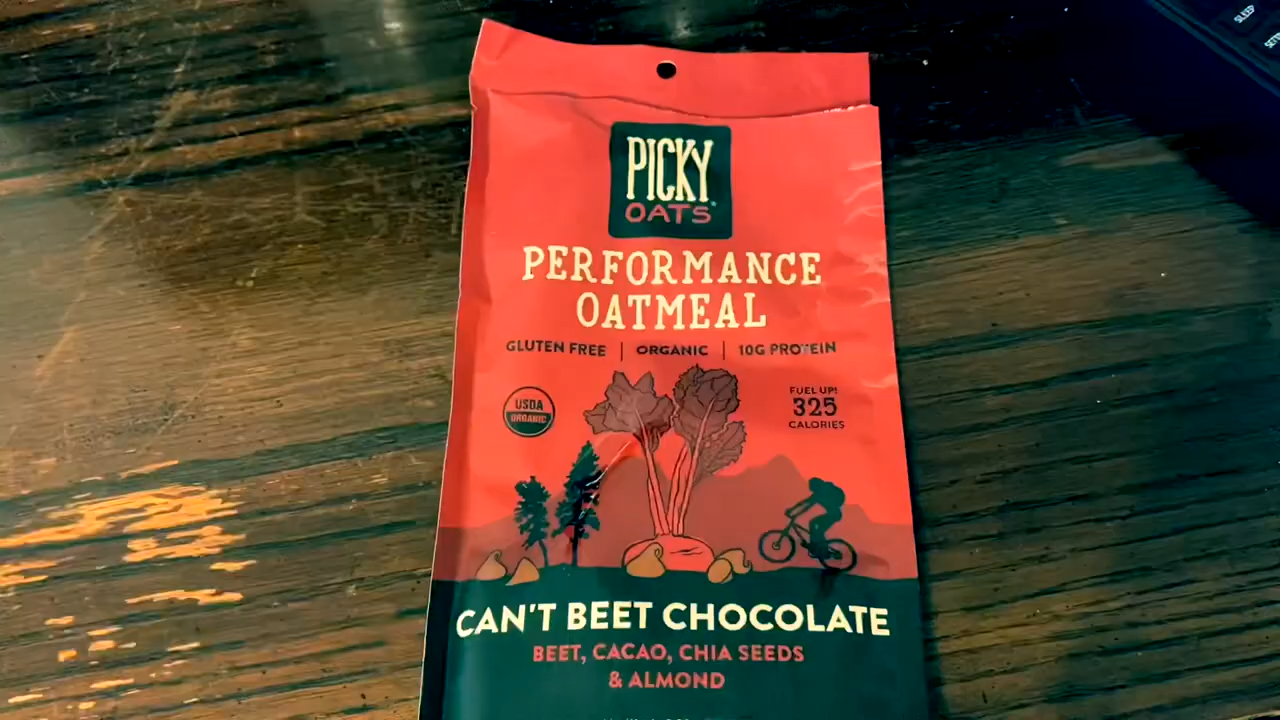 SLEEP
PICKY
OATS
PERFORMANCE
OATMEAL
GLUTEN FREE | ORGANIC | 10G PROTEIN
USDA
ORGANIC
FUEL UP!
325
CALORIES
CAN'T BEET CHOCOLATE
BEET, CACAO, CHIA SEEDS
& ALMOND